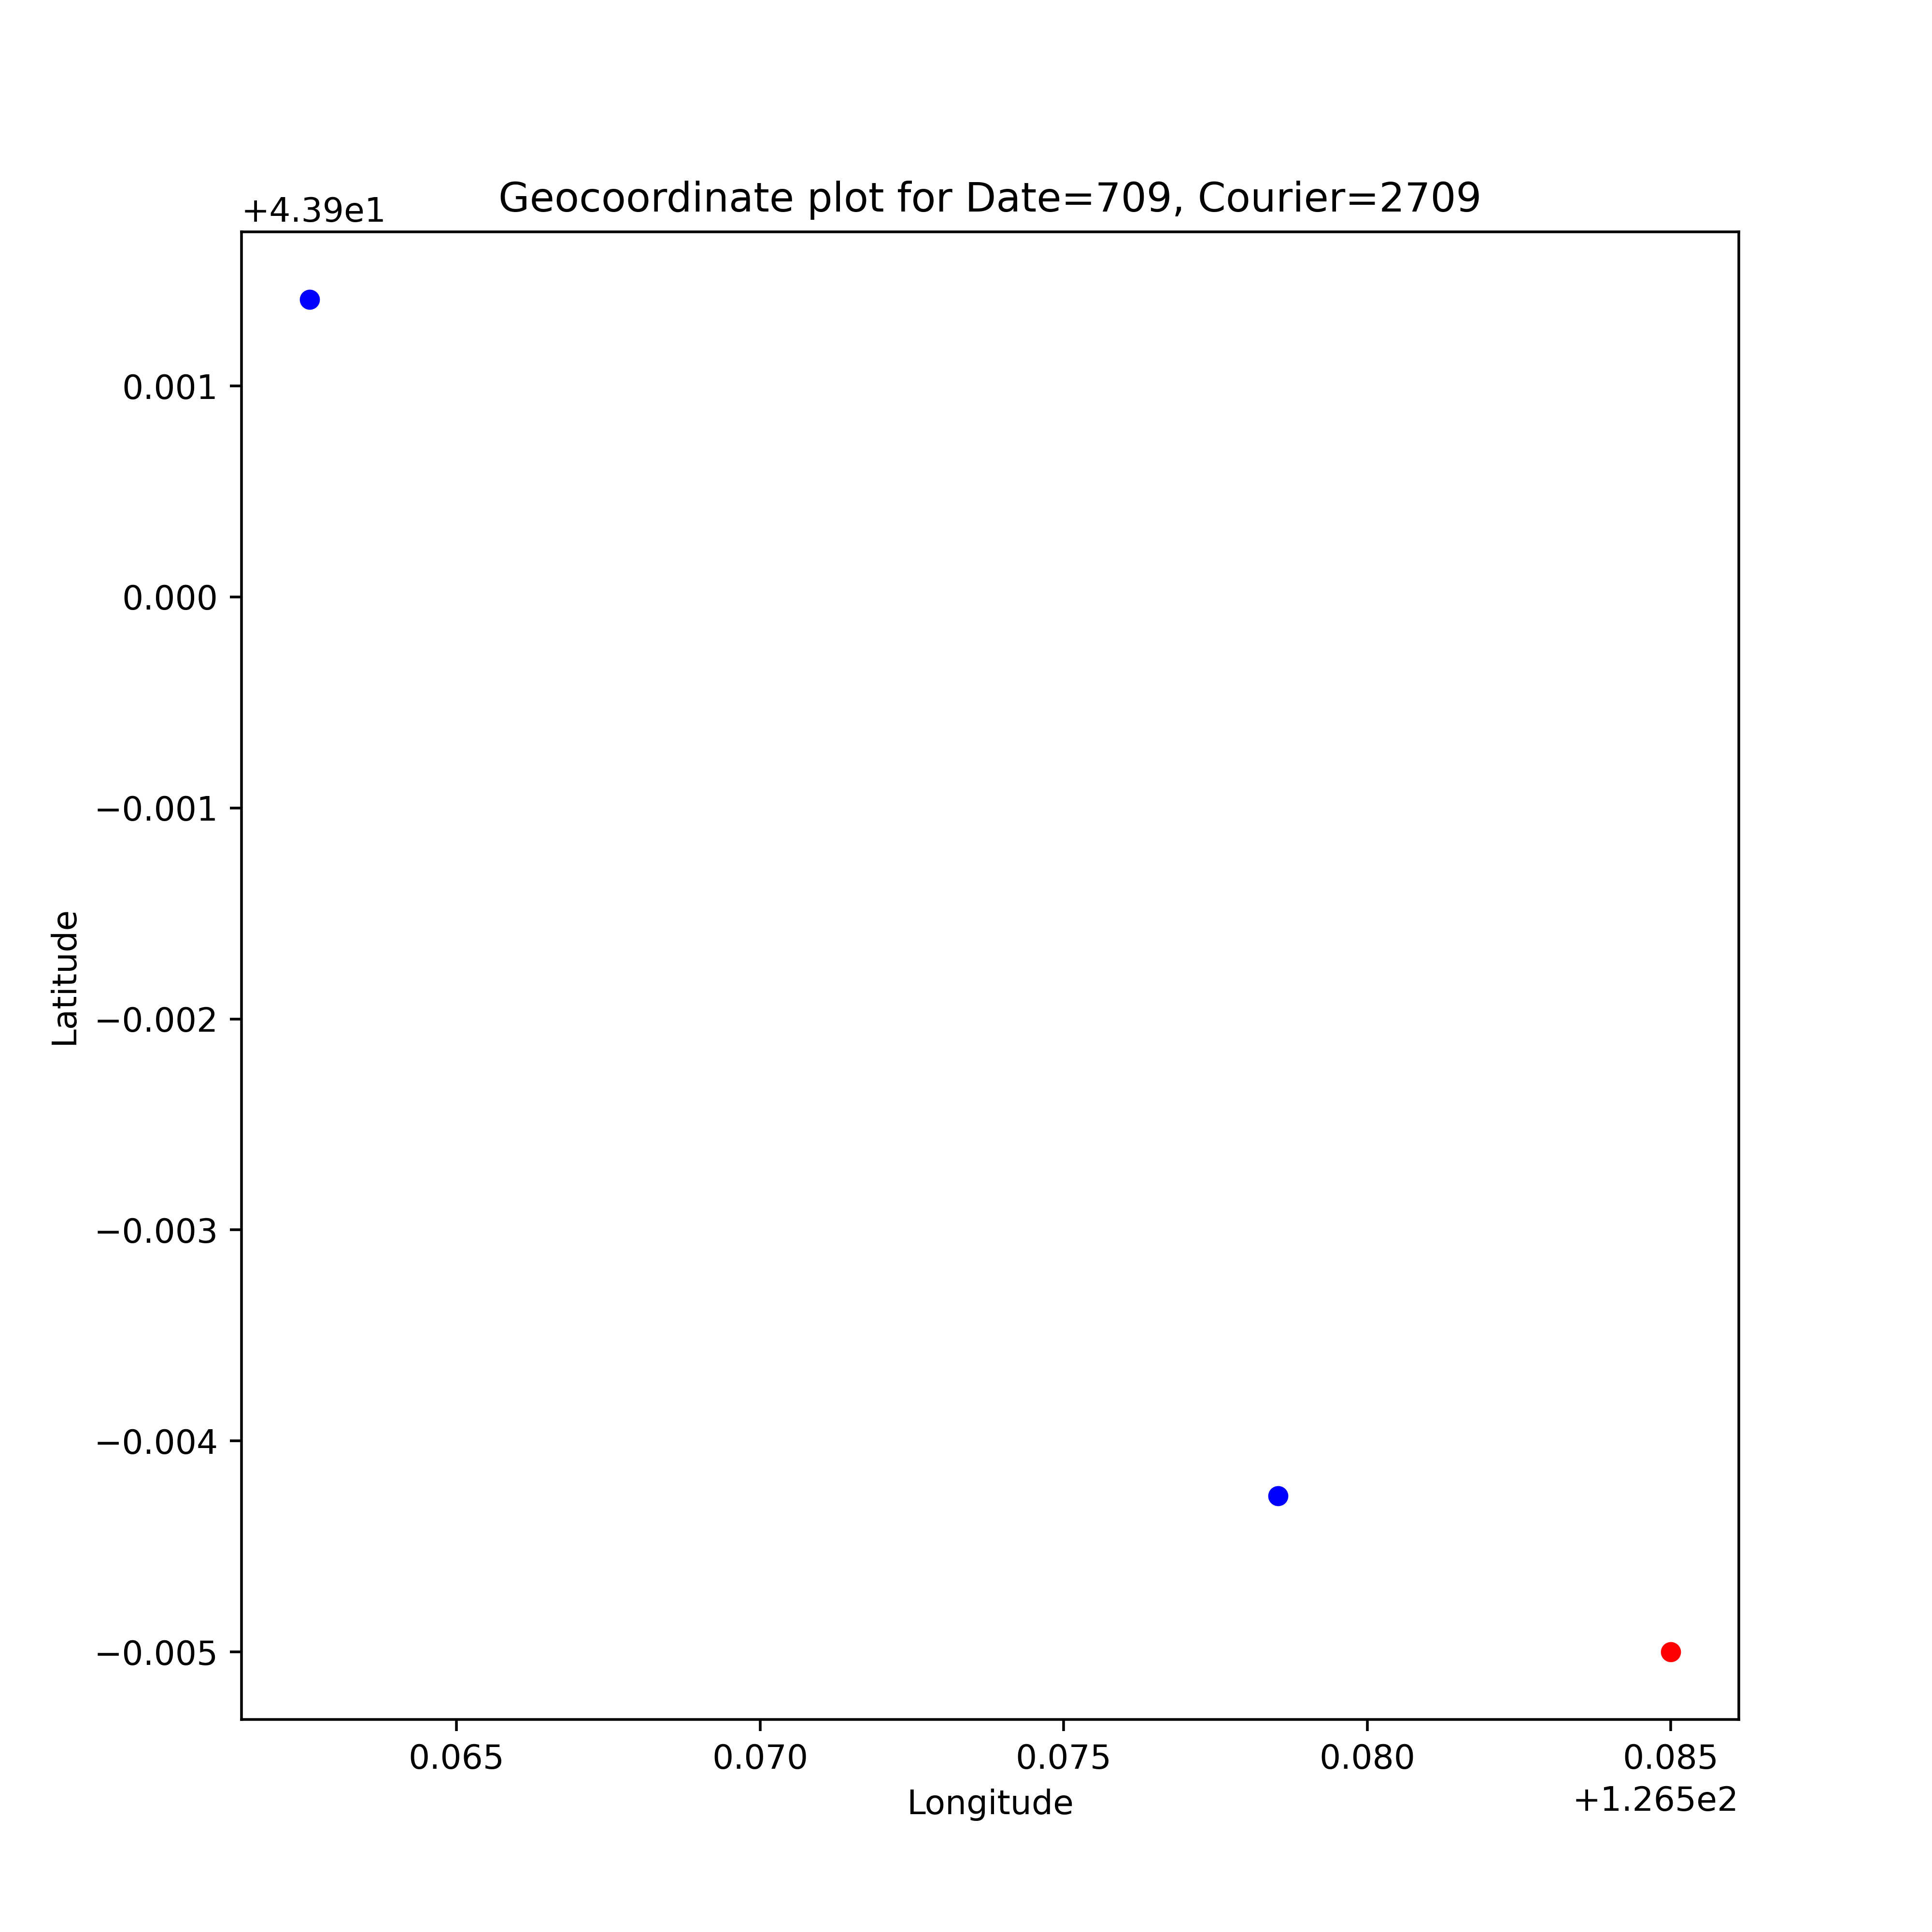 Geocoordinate plot for Date=709, Courier=2709
+4.39e1
0.001
0.000
−0.001
−0.002
−0.003
−0.004
−0.005
Latitude
0.065 0.070 0.075 0.080 0.085
+1.265e2
Longitude